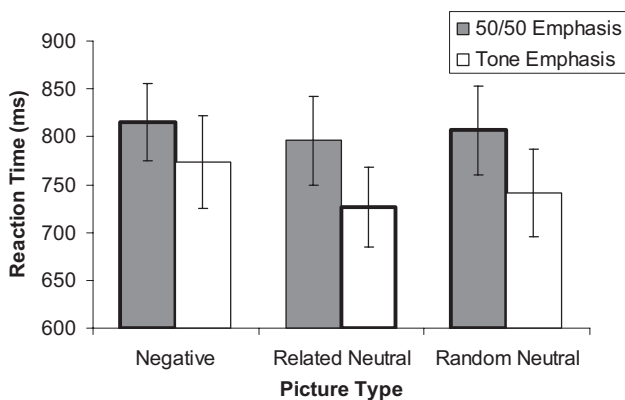 50/50 Emphasis
Tone Emphasis
900
850
800
750
700
650
600
Reaction Time (ms)
Negative
Related Neutral
Random Neutral
Picture Type